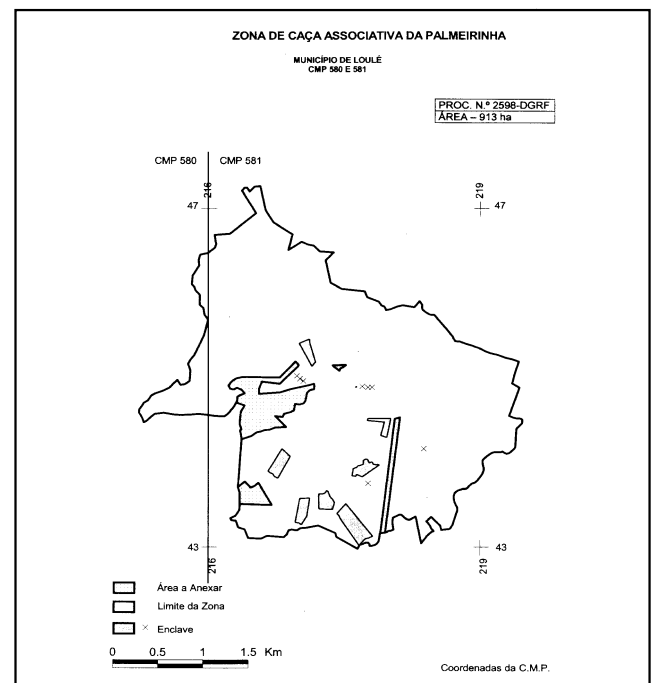 ZONA DE CAÇA ASSOCIATIVA DA PALMEIRINHA
MUNICÍPIO DE LOULÉ
CMP 580 E 581
PROC. N.º 2598-DGRF
ÁREA – 913 ha
CMP 580 CMP 581
216
219
47
47
43
43
216
219
Área a Anexar
Limite da Zona
Enclave
0 0.5 1 1.5 Km
Coordenadas da C.M.P.